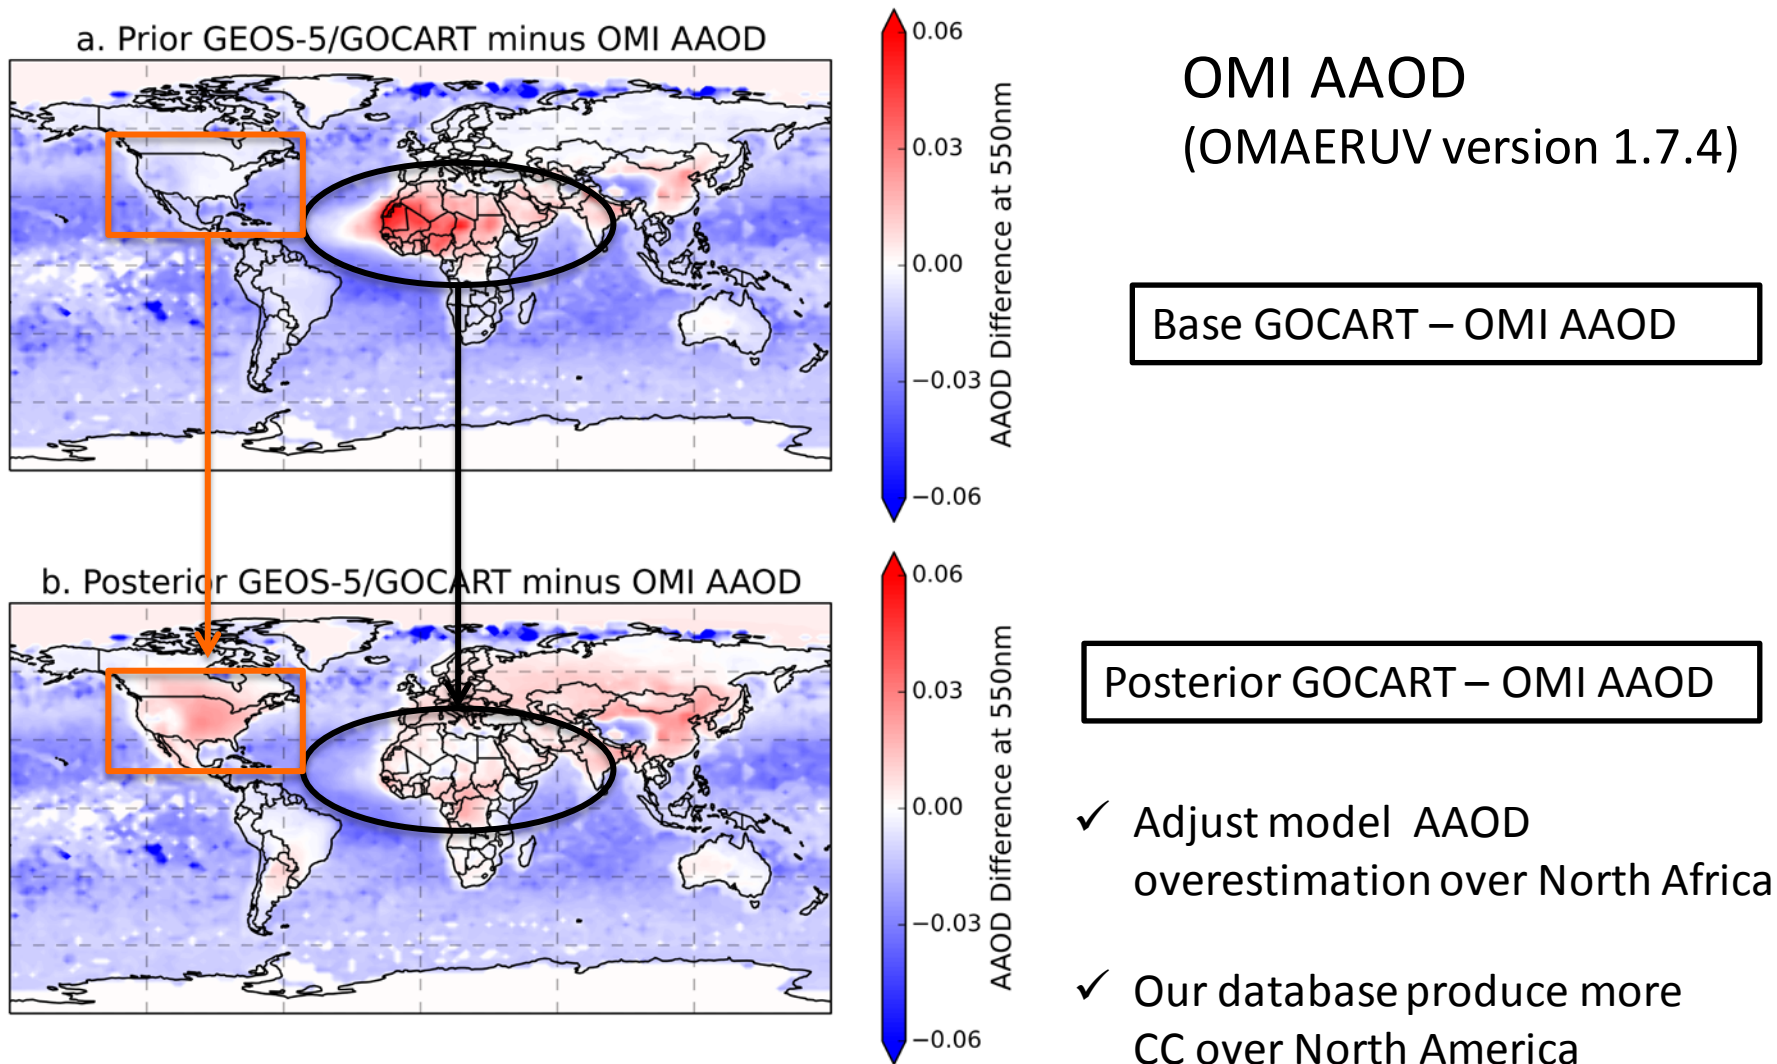 a. Prior GEOS-5/GOCART minus OMI AAOD
0.06
0.03
0.00
−0.03
−0.06
AAOD Difference at 550nm
OMI AAOD
(OMAERUV version 1.7.4)
Base GOCART – OMI AAOD
b. Posterior GEOS-5/GOCART minus OMI AAOD
0.06
0.03
0.00
−0.03
−0.06
AAOD Difference at 550nm
Posterior GOCART – OMI AAOD
✓ Adjust model AAOD
overestimation over North Africa
✓ Our database produce more
CC over North America